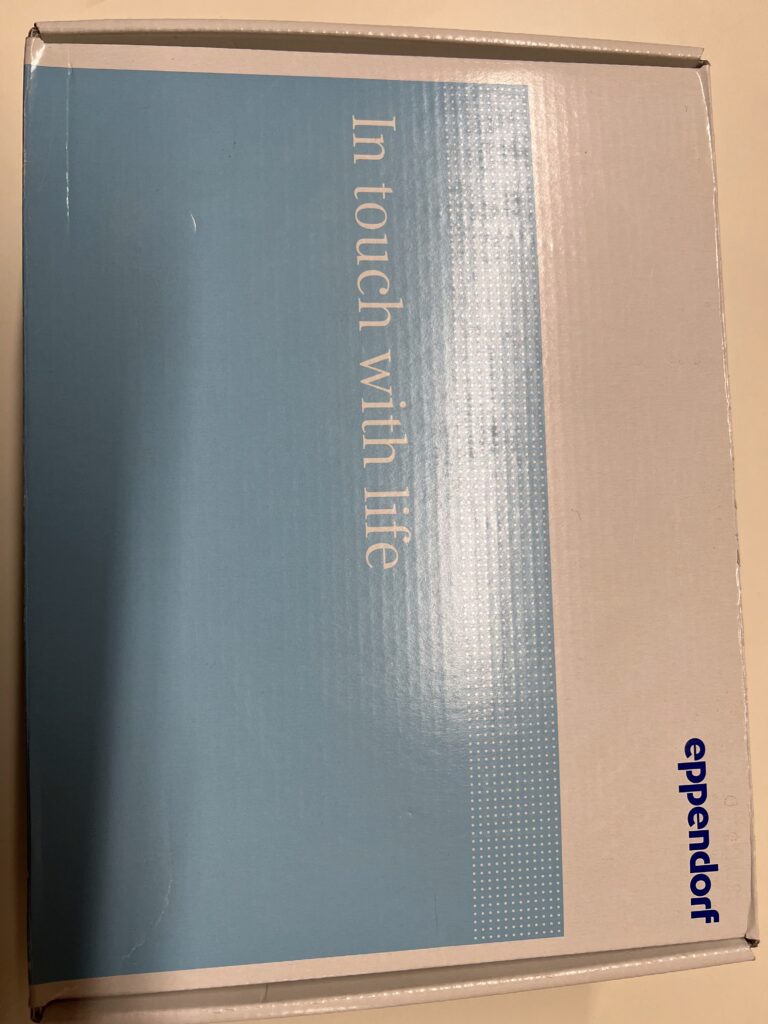 eppendorf
In touch with life